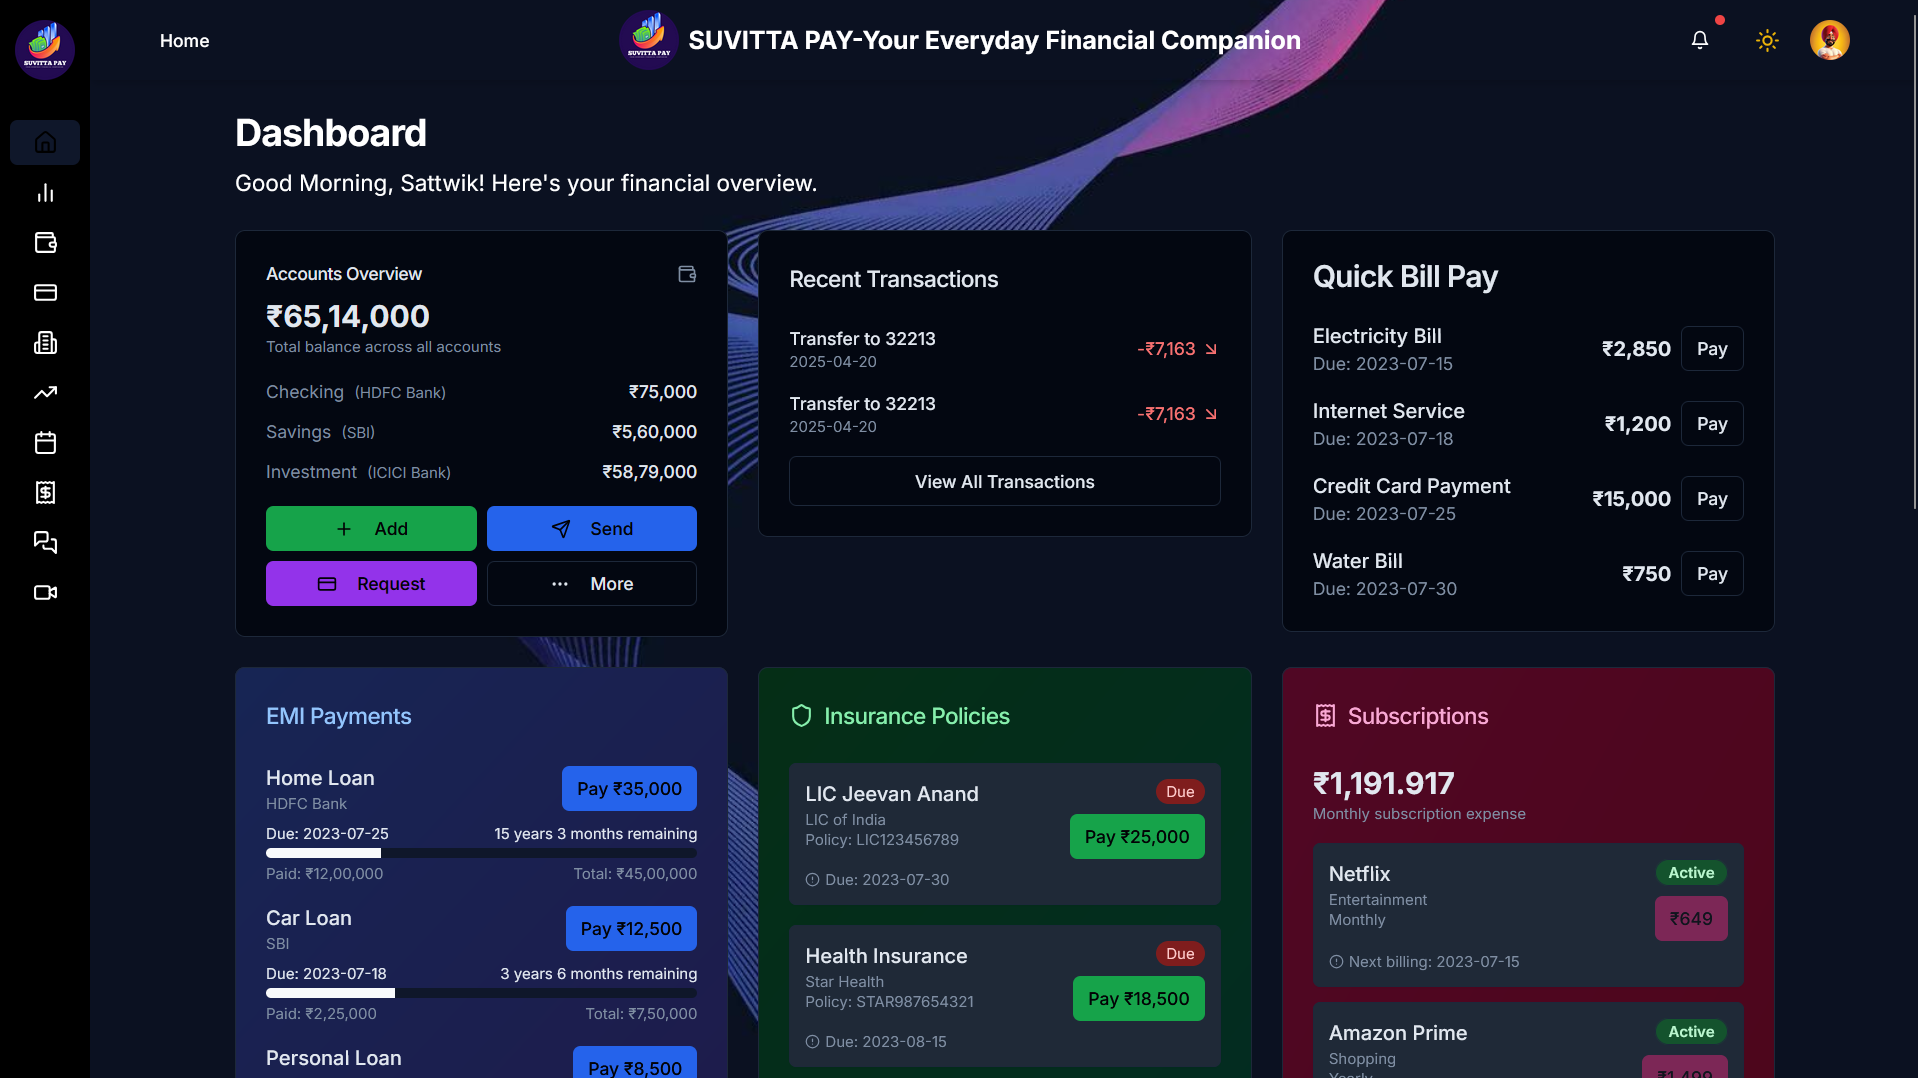 SUVITTA PAY
Home
SUVITTA PAY
SUVITTA PAY-Your Everyday Financial Companion
Dashboard
Good Morning, Sattwik! Here's your financial overview.
Accounts Overview
₹65,14,000
Total balance across all accounts
Checking (HDFC Bank) ₹75,000
Savings (SBI) ₹5,60,000
Investment (ICICI Bank) ₹58,79,000
+ Add
Send
Request
··· More
Recent Transactions
Transfer to 32213
2025-04-20
-₹7,163
Transfer to 32213
2025-04-20
-₹7,163
View All Transactions
Quick Bill Pay
Electricity Bill
Due: 2023-07-15
₹2,850 Pay
Internet Service
Due: 2023-07-18
₹1,200 Pay
Credit Card Payment
Due: 2023-07-25
₹15,000 Pay
Water Bill
Due: 2023-07-30
₹750 Pay
EMI Payments
Home Loan
HDFC Bank
Pay ₹35,000
Due: 2023-07-25 15 years 3 months remaining
Paid: ₹12,00,000 Total: ₹45,00,000
Car Loan
SBI
Pay ₹12,500
Due: 2023-07-18 3 years 6 months remaining
Paid: ₹2,25,000 Total: ₹7,50,000
Personal Loan
Pay ₹8,500
Insurance Policies
LIC Jeevan Anand
Due
LIC of India
Policy: LIC123456789
Pay ₹25,000
Due: 2023-07-30
Health Insurance
Due
Star Health
Policy: STAR987654321
Pay ₹18,500
Due: 2023-08-15
Subscriptions
₹1,191.917
Monthly subscription expense
Netflix
Active
Entertainment
Monthly
₹649
Next billing: 2023-07-15
Amazon Prime
Active
Shopping
Yearly
₹1,499